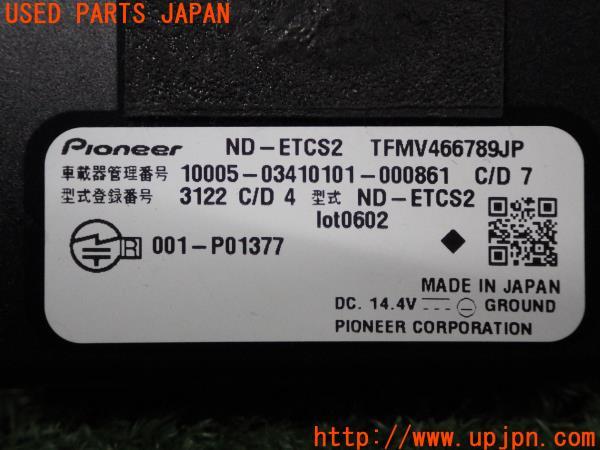 USED PARTS JAPAN
Pioneer ND-ETCS2 TFMV466789JP
車載器管理番号 10005-03410101-000861 C/D 7
型式登録番号 3122 C/D 4 型式 ND-ETCS2
lot0602
R 001-P01377
MADE IN JAPAN
DC. 14.4V GROUND
PIONEER CORPORATION
http://www.upjpn.com